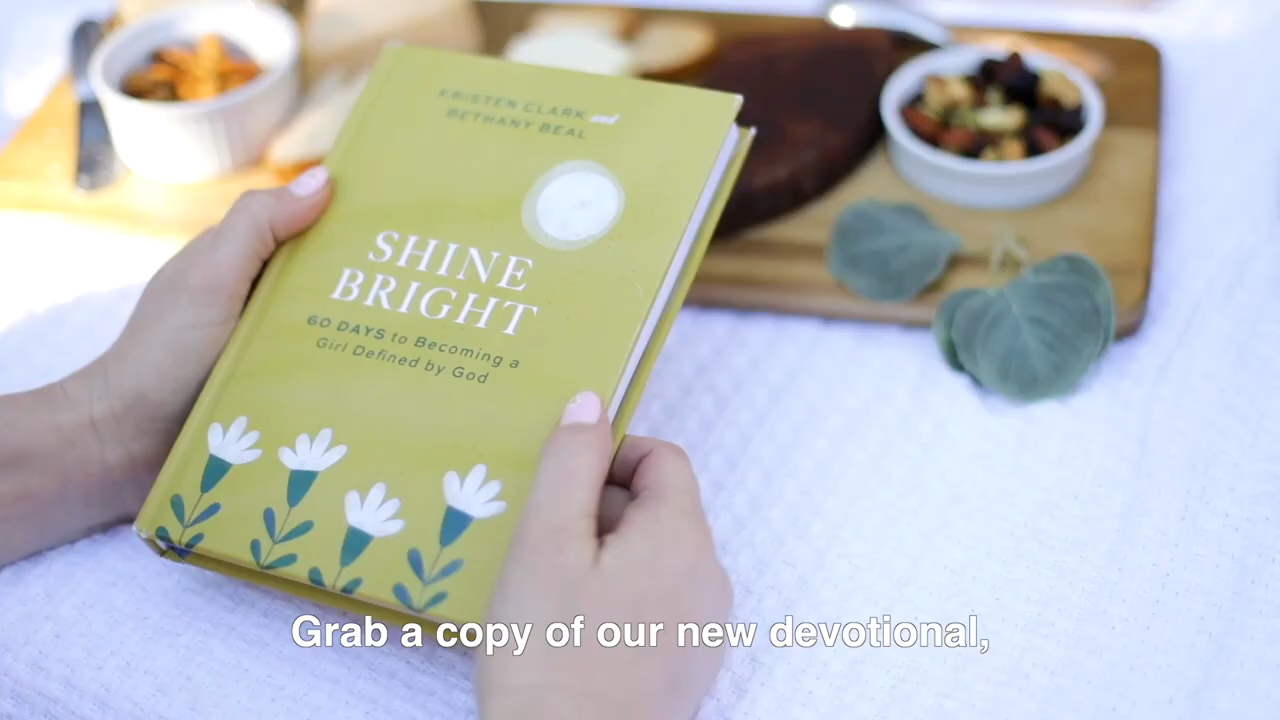 KRISTEN CLARK and
BETHANY BEAL
SHINE
BRIGHT
60 DAYS to Becoming a
Girl Defined by God
Grab a copy of our new devotional,